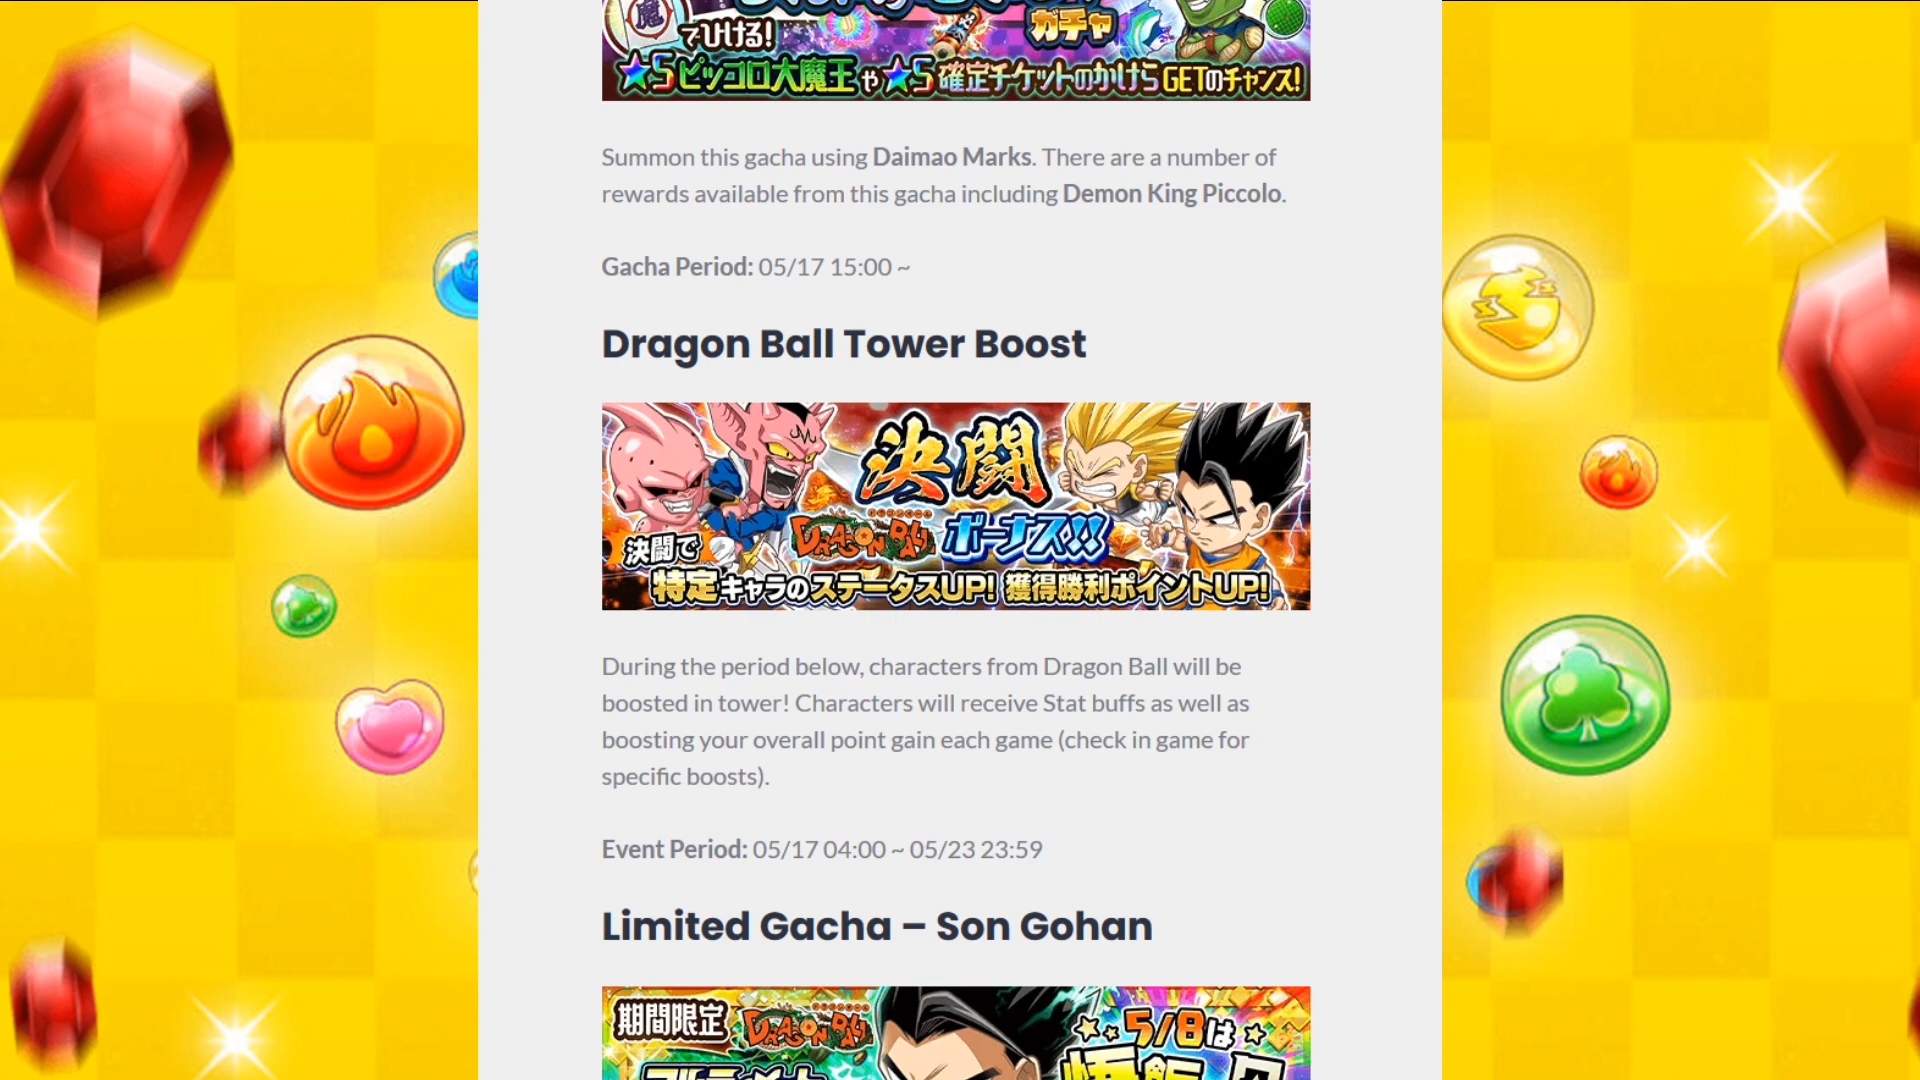 魔
でひける!
ガチャ
★5ピッコロ大魔王や★5確定チケットのかけらGETのチャンス!
Summon this gacha using Daimao Marks. There are a number of
rewards available from this gacha including Demon King Piccolo.
Gacha Period: 05/17 15:00 ~
Dragon Ball Tower Boost
決闘
DRAGON BALL ボーナス!!
決闘で
特定キャラのステータスUP! 獲得勝利ポイントUP!
During the period below, characters from Dragon Ball will be
boosted in tower! Characters will receive Stat buffs as well as
boosting your overall point gain each game (check in game for
specific boosts).
Event Period: 05/17 04:00 ~ 05/23 23:59
Limited Gacha – Son Gohan
期間限定 DRAGON BALL
5/8は